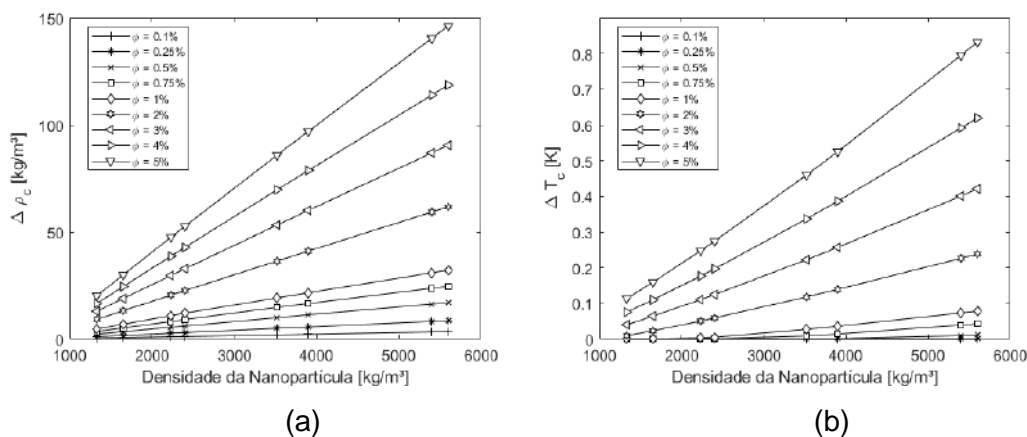 150
100
50
0
Δ ρc [kg/m³]
ϕ = 0.1%
ϕ = 0.25%
ϕ = 0.5%
ϕ = 0.75%
ϕ = 1%
ϕ = 2%
ϕ = 3%
ϕ = 4%
ϕ = 5%
1000 2000 3000 4000 5000 6000
Densidade da Nanopartícula [kg/m³]
(a)
0.9
0.8
0.7
0.6
0.5
0.4
0.3
0.2
0.1
0
Δ Tc [K]
ϕ = 0.1%
ϕ = 0.25%
ϕ = 0.5%
ϕ = 0.75%
ϕ = 1%
ϕ = 2%
ϕ = 3%
ϕ = 4%
ϕ = 5%
1000 2000 3000 4000 5000 6000
Densidade da Nanopartícula [kg/m³]
(b)